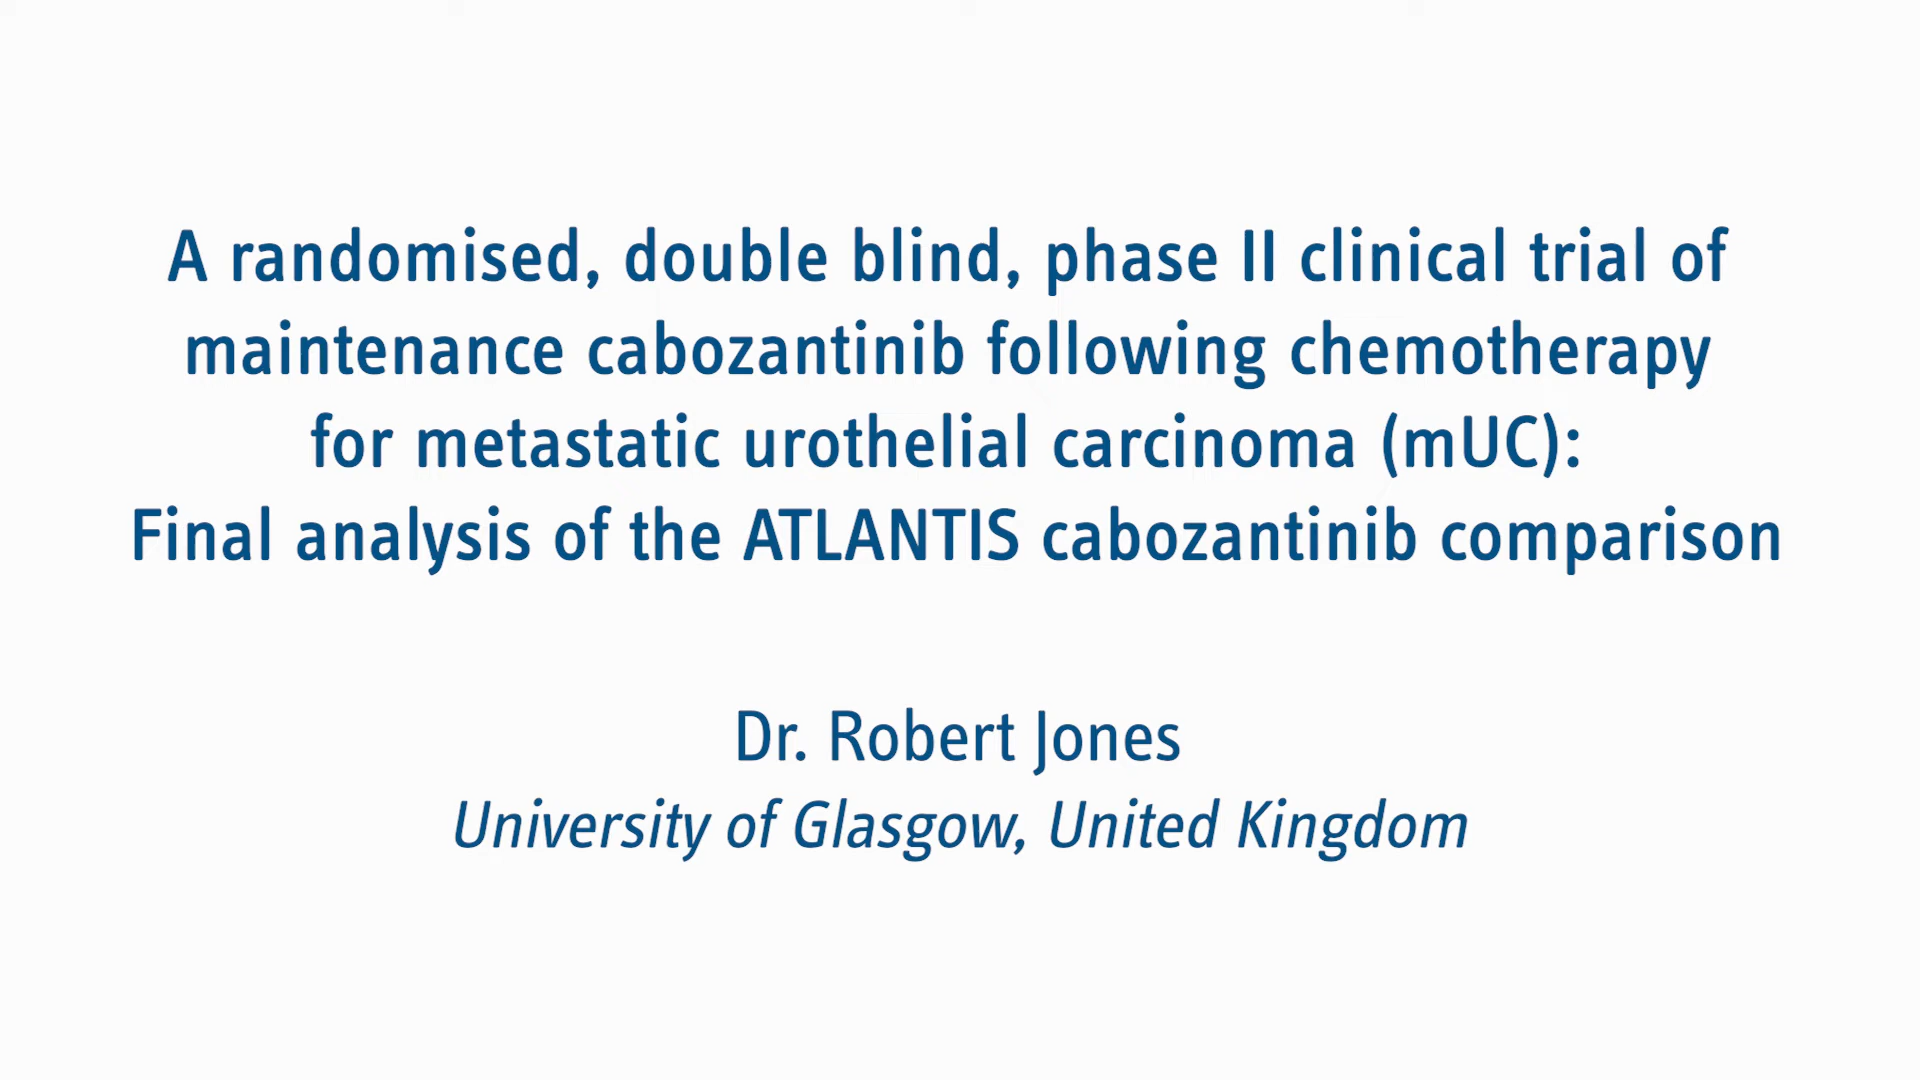 A randomised, double blind, phase II clinical trial of
maintenance cabozantinib following chemotherapy
for metastatic urothelial carcinoma (mUC):
Final analysis of the ATLANTIS cabozantinib comparison
Dr. Robert Jones
University of Glasgow, United Kingdom